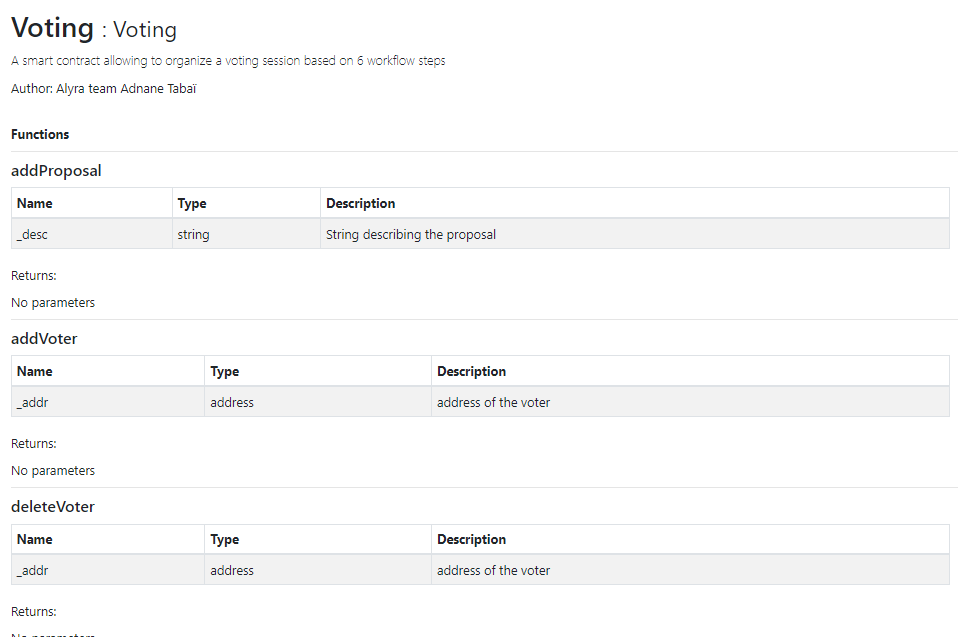 Voting : Voting
A smart contract allowing to organize a voting session based on 6 workflow steps
Author: Alyra team Adnane Tabaï
Functions
addProposal
Name Type Description
_desc string String describing the proposal
Returns:
No parameters
addVoter
Name Type Description
_addr address address of the voter
Returns:
No parameters
deleteVoter
Name Type Description
_addr address address of the voter
Returns:
No parameters